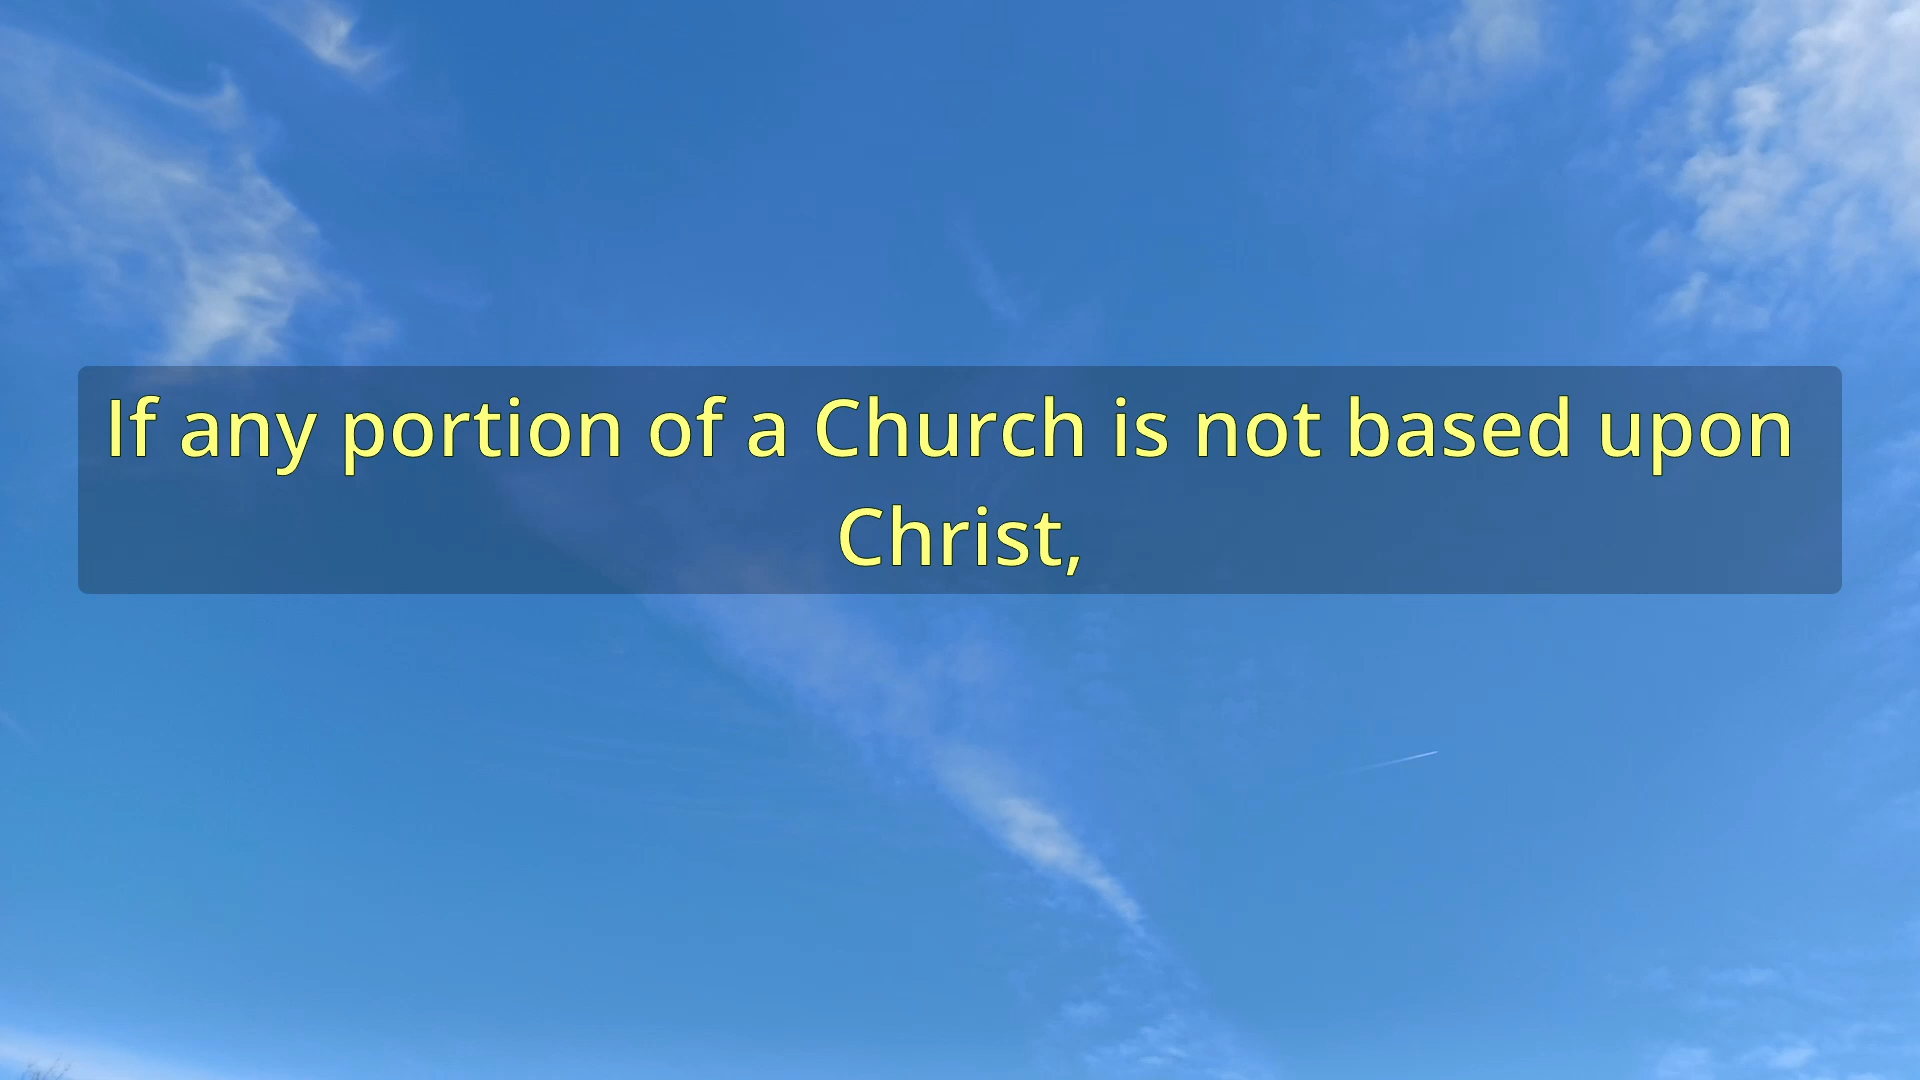 If any portion of a Church is not based upon
Christ,